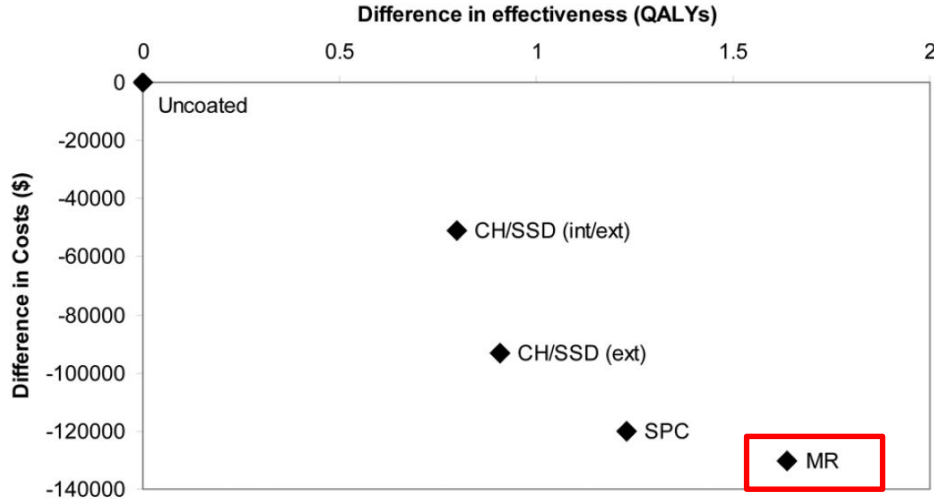 Difference in effectiveness (QALYs)
0 0.5 1 1.5 2
0
Uncoated
-20000
-40000
CH/SSD (int/ext)
-60000
-80000
CH/SSD (ext)
-100000
-120000
SPC
MR
-140000
Difference in Costs ($)